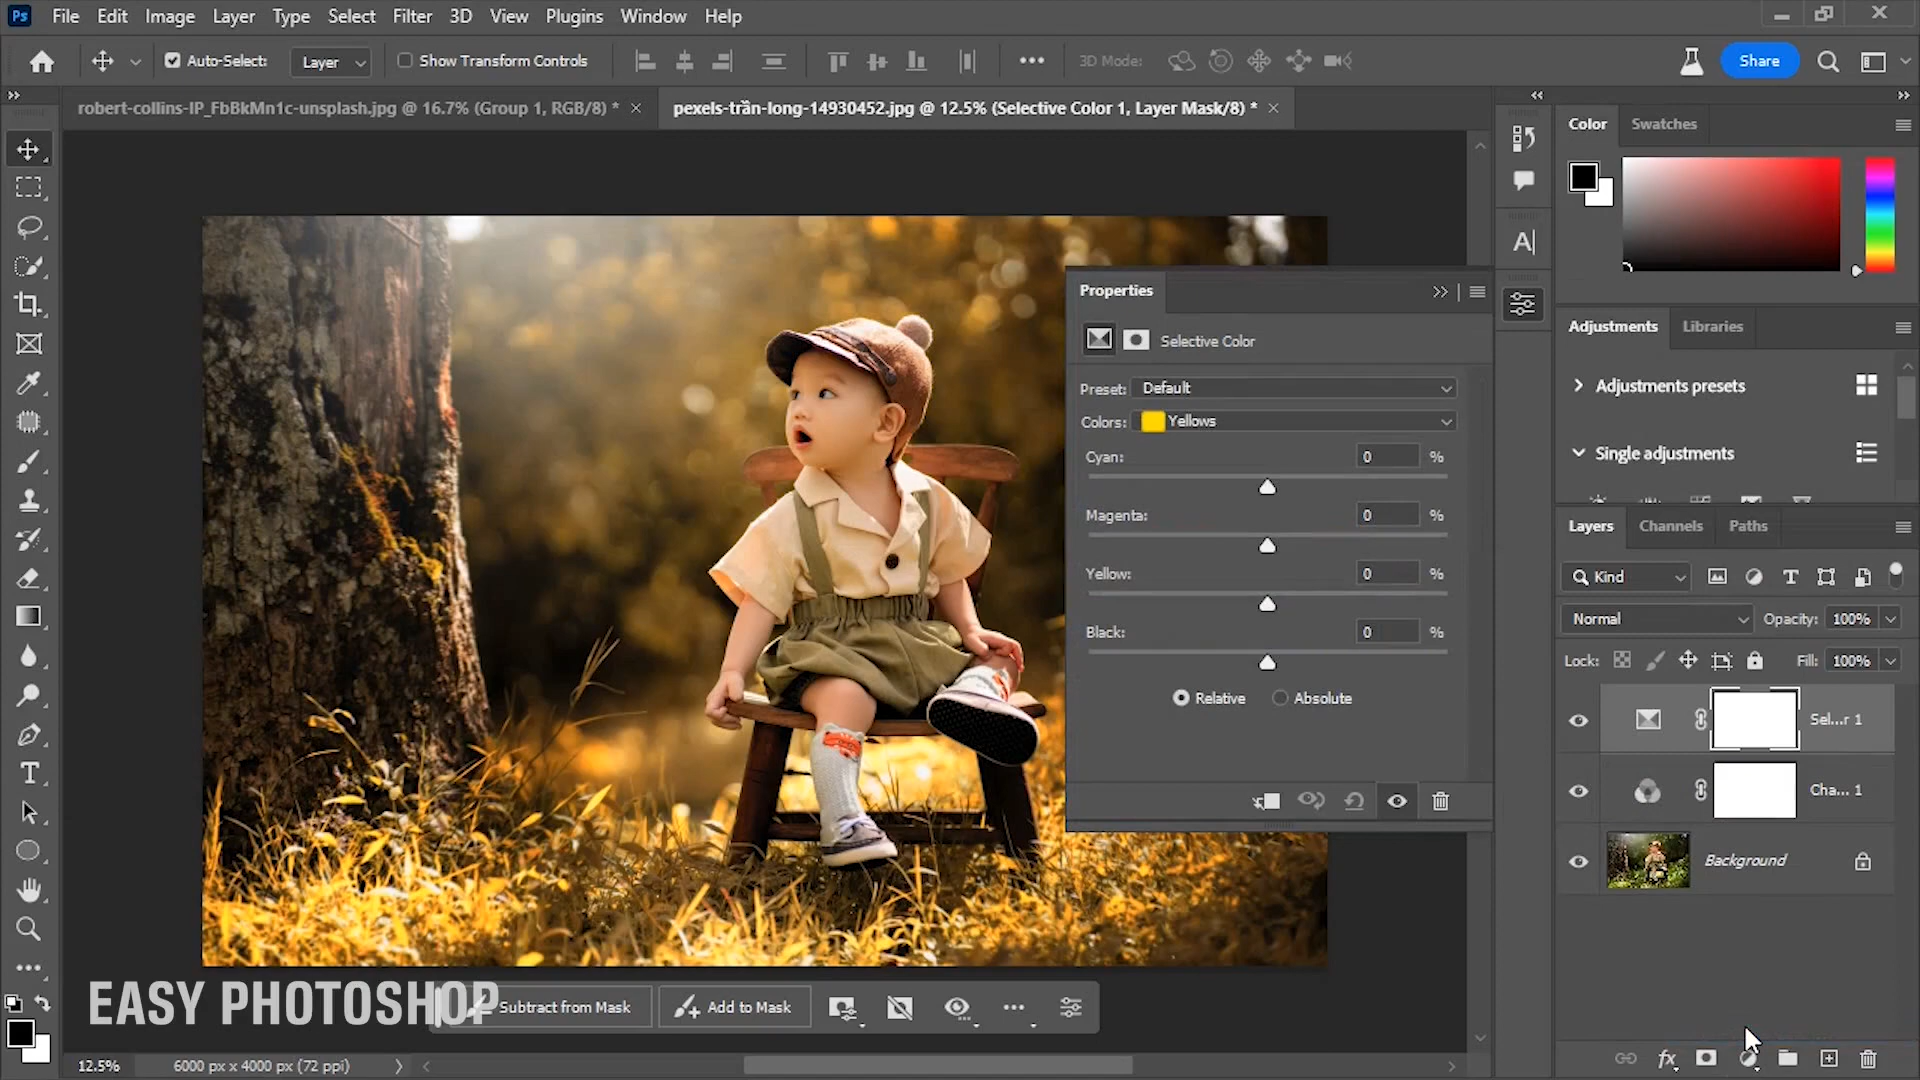 Ps File Edit Image Layer Type Select Filter 3D View Plugins Window Help
Auto-Select: Layer Show Transform Controls 3D Mode: Share
robert-collins-IP_FbBkMn1c-unsplash.jpg @ 16.7% (Group 1, RGB/8) *
pexels-trần-long-14930452.jpg @ 12.5% (Selective Color 1, Layer Mask/8) *
Color Swatches
Properties
Selective Color
Preset: Default
Colors: Yellows
Cyan: 0 %
Magenta: 0 %
Yellow: 0 %
Black: 0 %
Relative Absolute
Adjustments Libraries
Adjustments presets
Single adjustments
Layers Channels Paths
Kind
Normal Opacity: 100%
Lock: Fill: 100%
Sel...r 1
Cha... 1
Background
EASY PHOTOSHOP
Subtract from Mask Add to Mask
12.5% 6000 px x 4000 px (72 ppi)